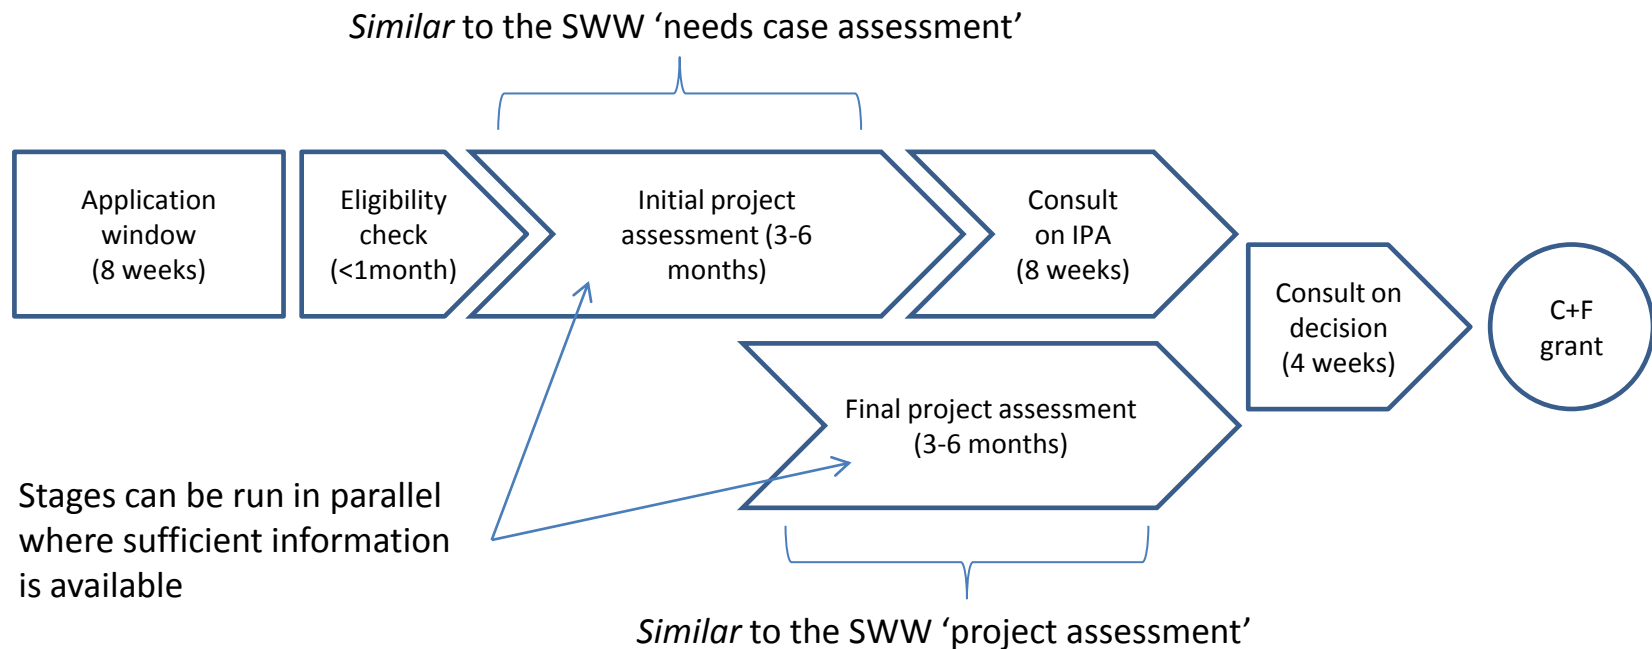 Similar to the SWW ‘needs case assessment’
Application
window
(8 weeks)
Eligibility
check
(<1month)
Initial project
assessment (3-6
months)
Consult
on IPA
(8 weeks)
Consult on
decision
(4 weeks)
C+F
grant
Final project assessment
(3-6 months)
Stages can be run in parallel
where sufficient information
is available
Similar to the SWW ‘project assessment’